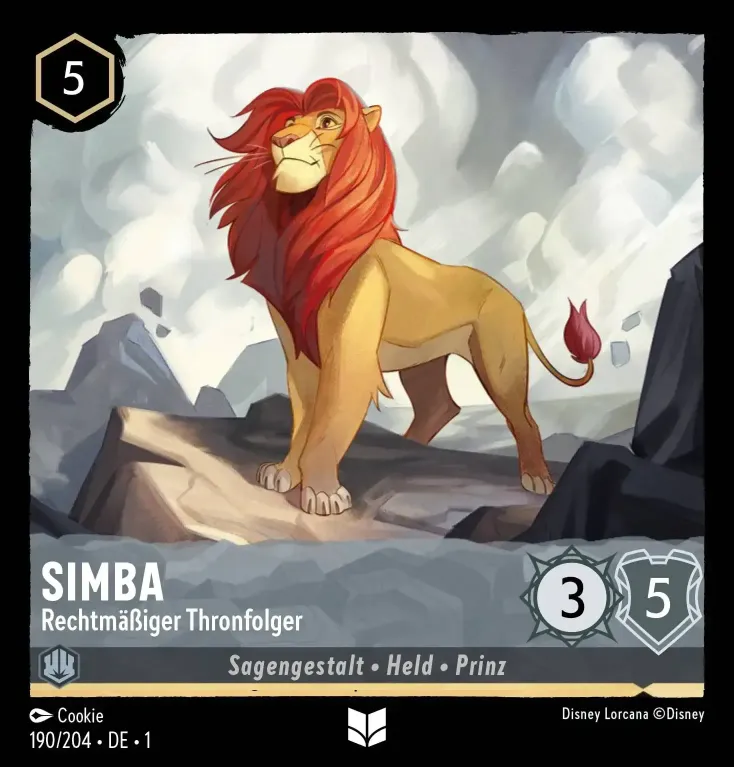 5
SIMBA
Rechtmäßiger Thronfolger
3
5
Sagengestalt • Held • Prinz
Cookie
190/204 • DE • 1
Disney Lorcana ©Disney